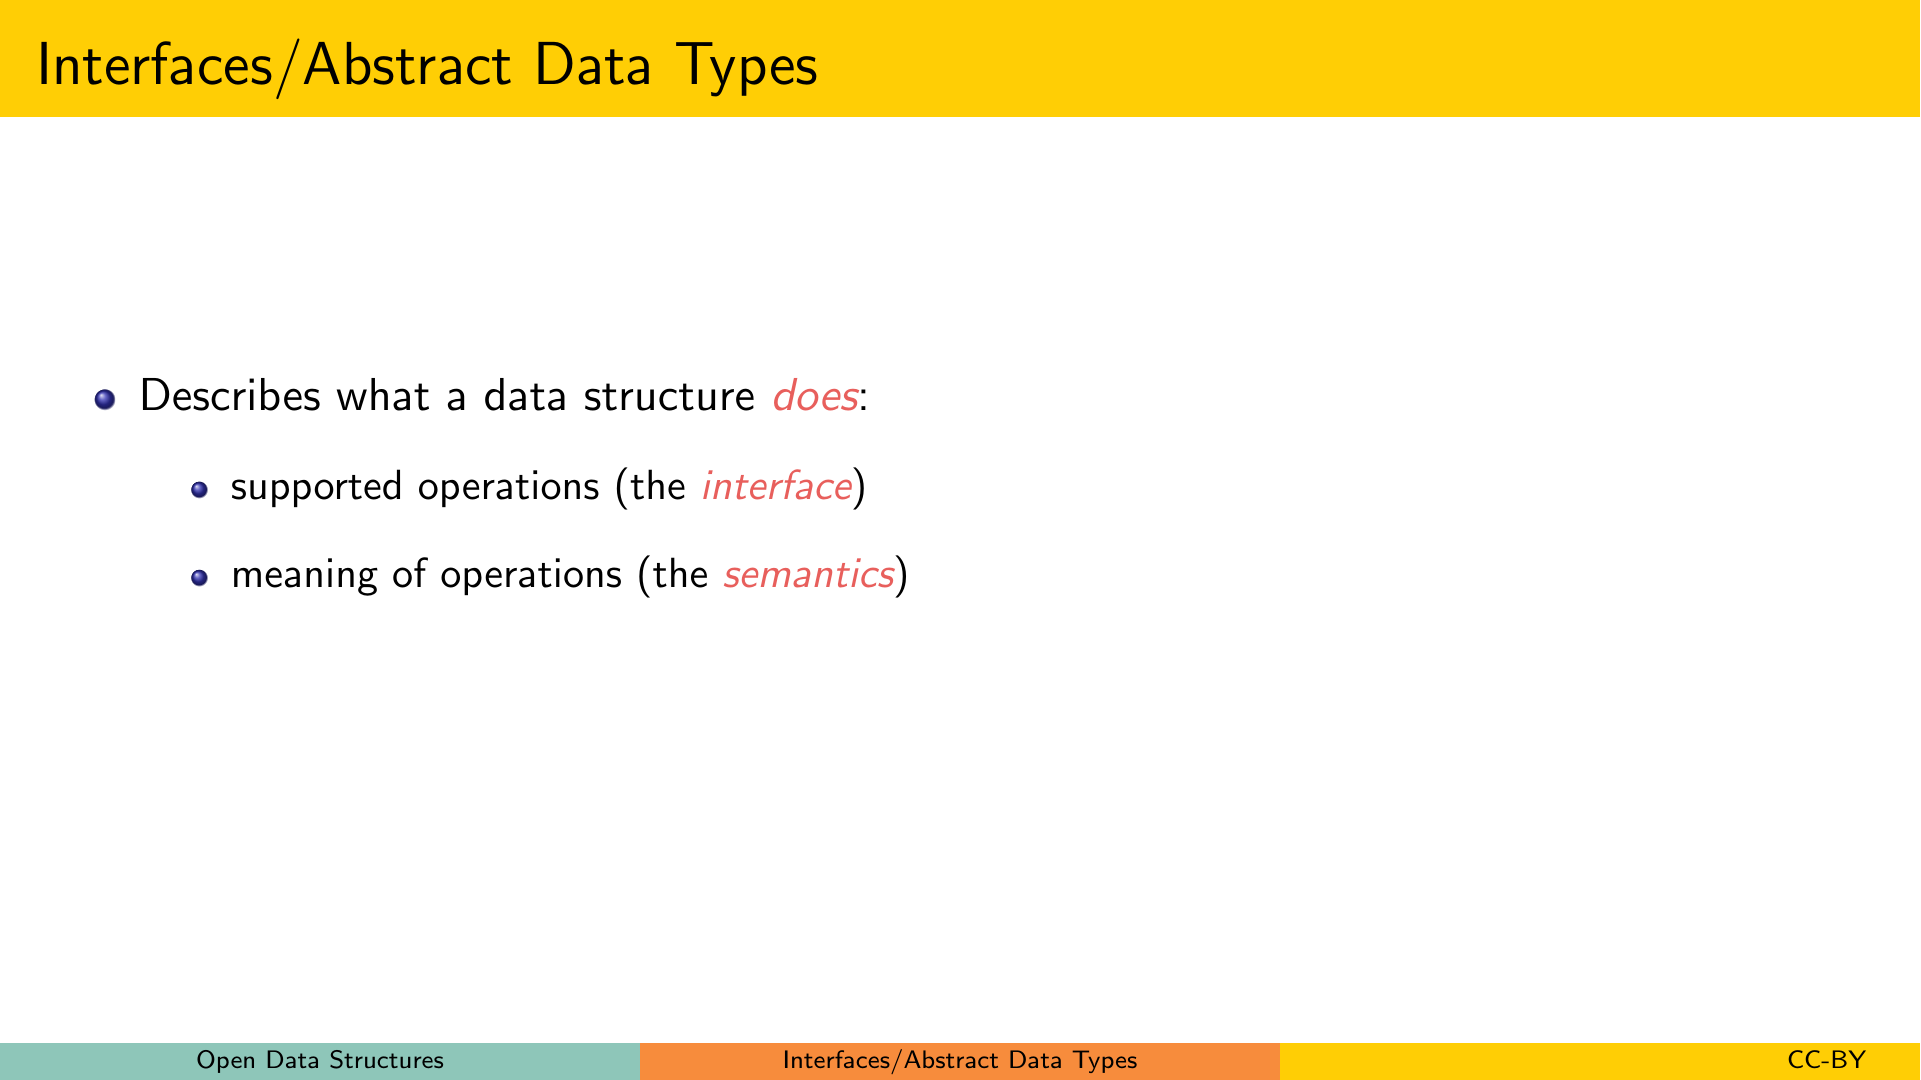 Interfaces/Abstract Data Types
Describes what a data structure does:
supported operations (the interface)
meaning of operations (the semantics)
Open Data Structures
Interfaces/Abstract Data Types
CC-BY